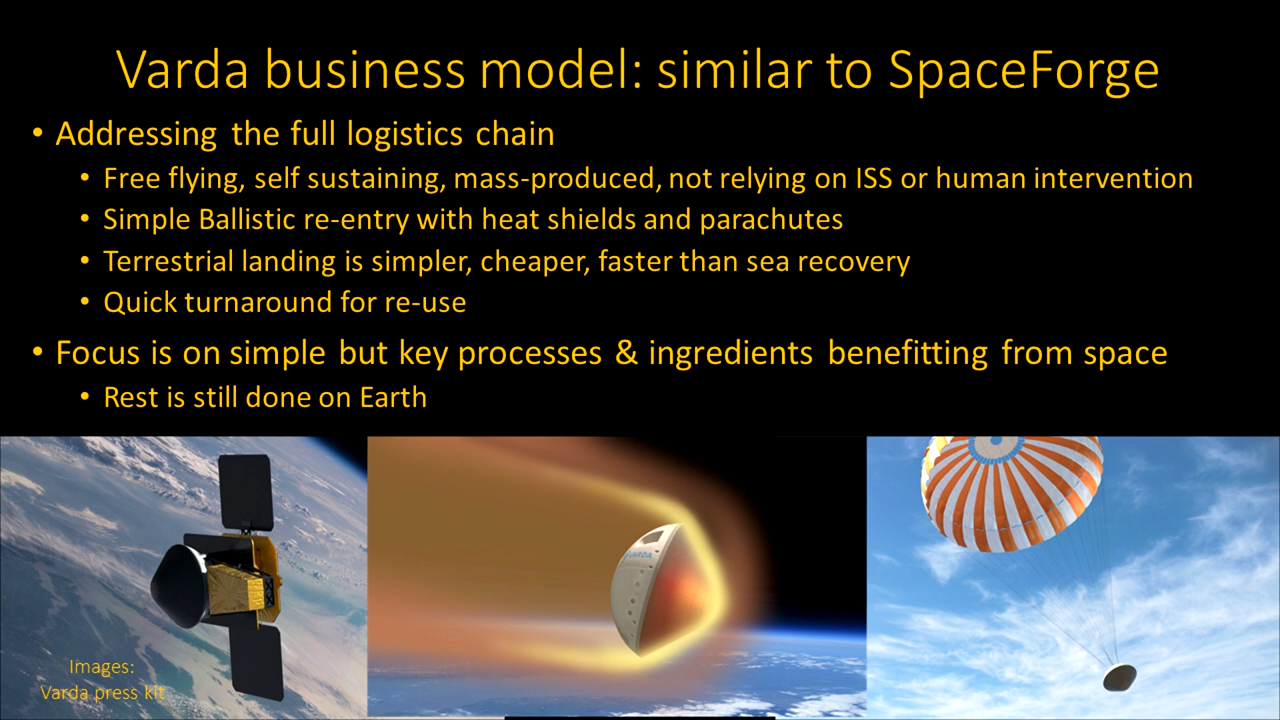 Varda business model: similar to SpaceForge
• Addressing the full logistics chain
• Free flying, self sustaining, mass-produced, not relying on ISS or human intervention
• Simple Ballistic re-entry with heat shields and parachutes
• Terrestrial landing is simpler, cheaper, faster than sea recovery
• Quick turnaround for re-use
• Focus is on simple but key processes & ingredients benefitting from space
• Rest is still done on Earth
VARDA
Images:
Varda press kit